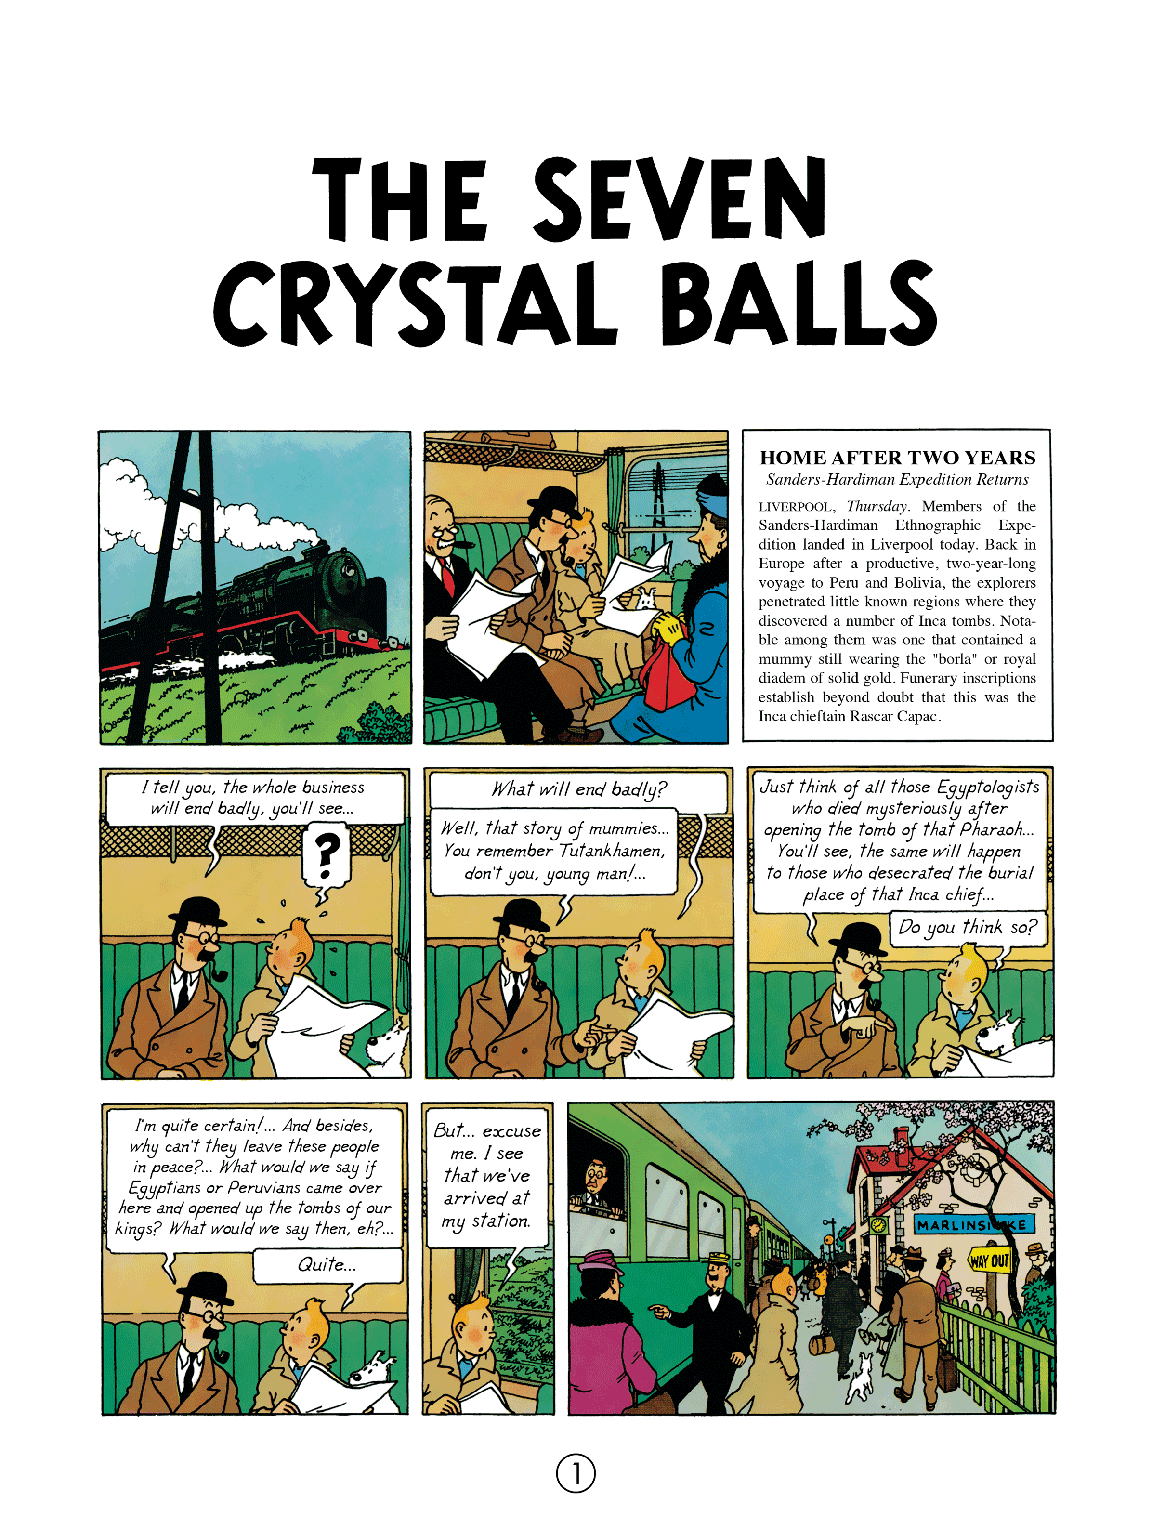 THE SEVEN
CRYSTAL BALLS
HOME AFTER TWO YEARS
Sanders-Hardiman Expedition Returns
LIVERPOOL, Thursday. Members of the
Sanders-Hardiman Ethnographic Expe-
dition landed in Liverpool today. Back in
Europe after a productive, two-year-long
voyage to Peru and Bolivia, the explorers
penetrated little known regions where they
discovered a number of Inca tombs. Nota-
ble among them was one that contained a
mummy still wearing the "borla" or royal
diadem of solid gold. Funerary inscriptions
establish beyond doubt that this was the
Inca chieftain Rascar Capac.
I tell you, the whole business
will end badly, you'll see...
?
What will end badly?
Well, that story of mummies...
You remember Tutankhamen,
don't you, young man!...
Just think of all those Egyptologists
who died mysteriously after
opening the tomb of that Pharaoh...
You'll see, the same will happen
to those who desecrated the burial
place of that Inca chief...
Do you think so?
I'm quite certain!... And besides,
why can't they leave these people
in peace?... What would we say if
Egyptians or Peruvians came over
here and opened up the tombs of our
kings? What would we say then, eh?...
Quite...
But... excuse
me. I see
that we've
arrived at
my station.
MARLINSPIKE
WAY OUT
1